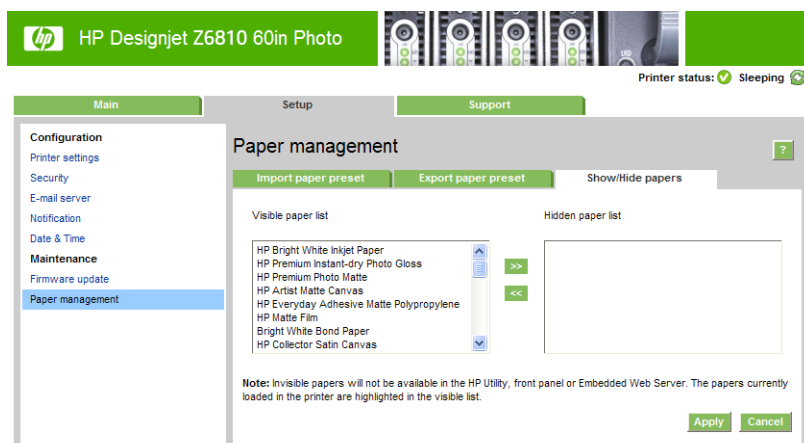 hp HP Designjet Z6810 60in Photo
UID
Printer status: Sleeping
Main Setup Support
Configuration
Printer settings
Security
E-mail server
Notification
Date & Time
Maintenance
Firmware update
Paper management
Paper management
?
Import paper preset Export paper preset Show/Hide papers
Visible paper list Hidden paper list
HP Bright White Inkjet Paper
HP Premium Instant-dry Photo Gloss
HP Premium Photo Matte
HP Artist Matte Canvas
HP Everyday Adhesive Matte Polypropylene
HP Matte Film
Bright White Bond Paper
HP Collector Satin Canvas
>>
<<
Note: Invisible papers will not be available in the HP Utility, front panel or Embedded Web Server. The papers currently
loaded in the printer are highlighted in the visible list.
Apply Cancel